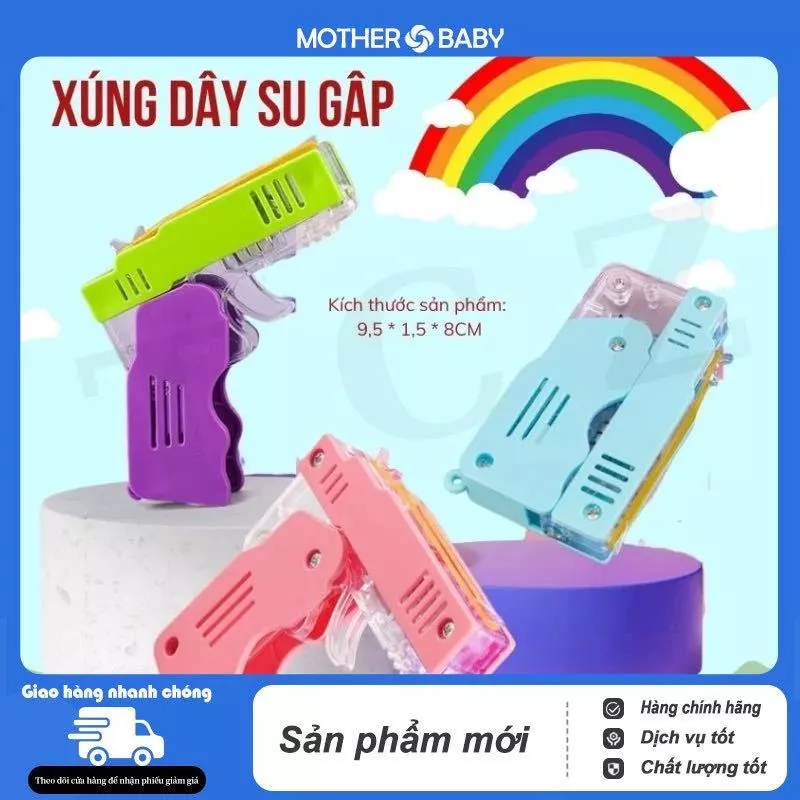 MOTHER BABY
XÚNG DÂY SU GÂP
Kích thước sản phẩm:
9,5 * 1,5 * 8CM
T C Z
Giao hàng nhanh chóng
Theo dõi cửa hàng để nhận phiếu giảm giá
Sản phẩm mới
Hàng chính hãng
Dịch vụ tốt
Chất lượng tốt